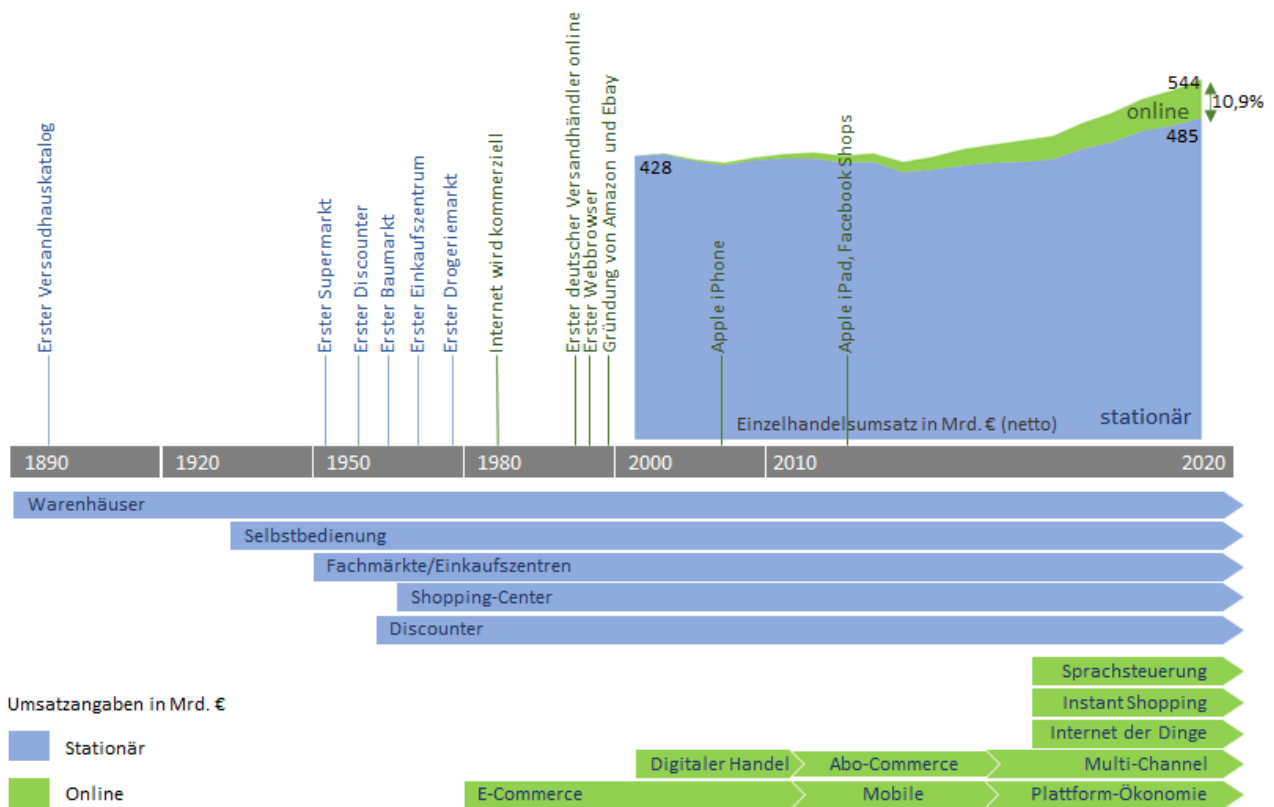 Erster Versandhauskatalog
Erster Supermarkt
Erster Discounter
Erster Baumarkt
Erster Einkaufszentrum
Erster Drogeriemarkt
Internet wird kommerziell
Erster deutscher Versandhändler online
Erster Webbrowser
Gründung von Amazon und Ebay
Apple iPhone
Apple iPad, Facebook Shops
428
544
online
10,9%
485
stationär
Einzelhandelsumsatz in Mrd. € (netto)
1890 1920 1950 1980 2000 2010 2020
Warenhäuser
Selbstbedienung
Fachmärkte/Einkaufszentren
Shopping-Center
Discounter
Sprachsteuerung
Instant Shopping
Internet der Dinge
Digitaler Handel Abo-Commerce Multi-Channel
E-Commerce Mobile Plattform-Ökonomie
Umsatzangaben in Mrd. €
Stationär
Online